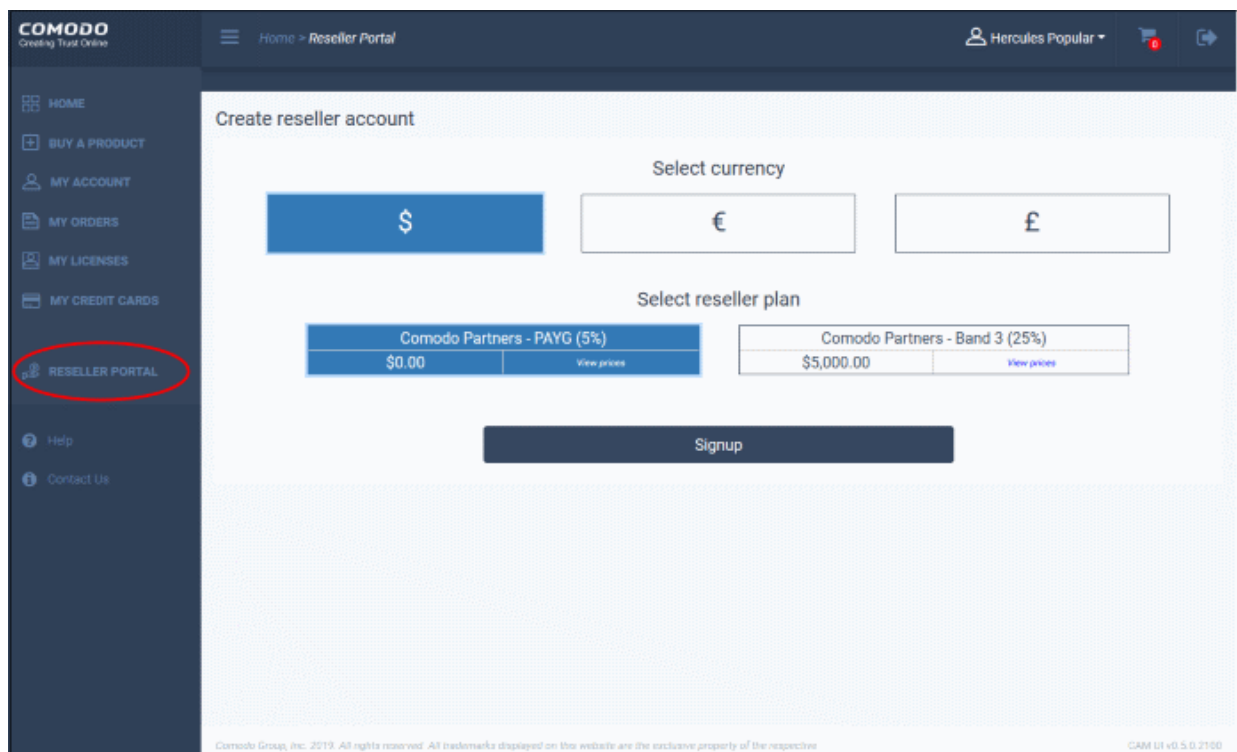 COMODO
Creating Trust Online
Home > Reseller Portal
Hercules Popular
0
HOME
BUY A PRODUCT
MY ACCOUNT
MY ORDERS
MY LICENSES
MY CREDIT CARDS
RESELLER PORTAL
Help
Contact Us
Create reseller account
Select currency
$ € £
Select reseller plan
Comodo Partners - PAYG (5%)
$0.00 View prices
Comodo Partners - Band 3 (25%)
$5,000.00 View prices
Signup
Comodo Group, Inc. 2019. All rights reserved. All trademarks displayed on this website are the exclusive property of the respective
CAM UI v0.5.0.2100